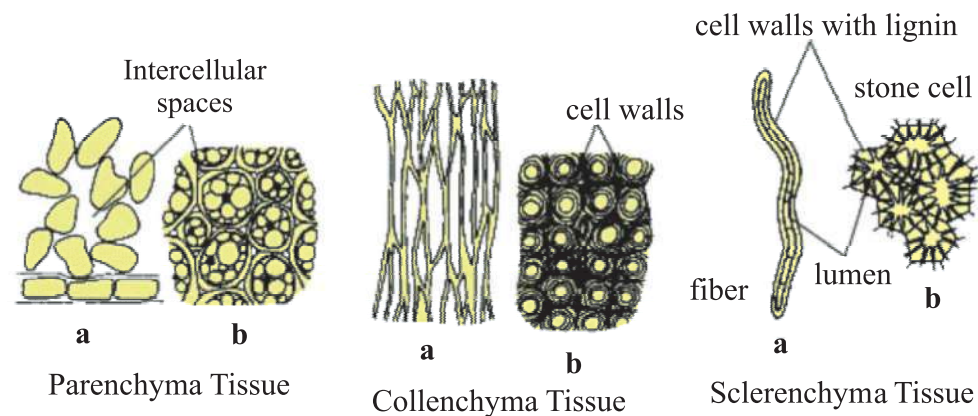 Intercellular
spaces
a
b
Parenchyma Tissue
cell walls
a
b
Collenchyma Tissue
cell walls with lignin
stone cell
fiber
lumen
a
b
Sclerenchyma Tissue